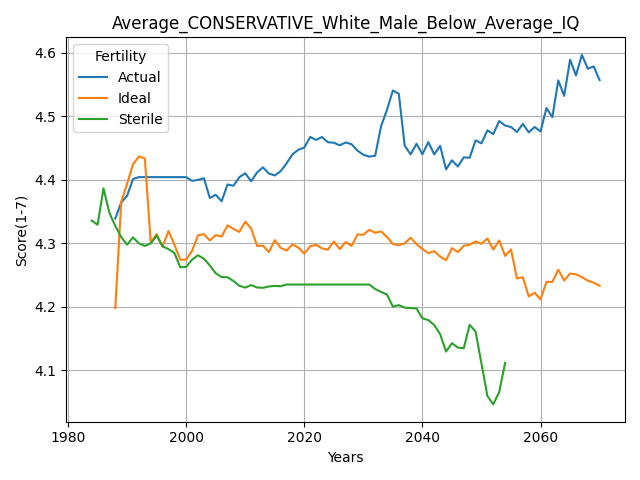 Average_CONSERVATIVE_White_Male_Below_Average_IQ
Fertility
Actual
Ideal
Sterile
Score(1-7)
4.6
4.5
4.4
4.3
4.2
4.1
1980 2000 2020 2040 2060
Years